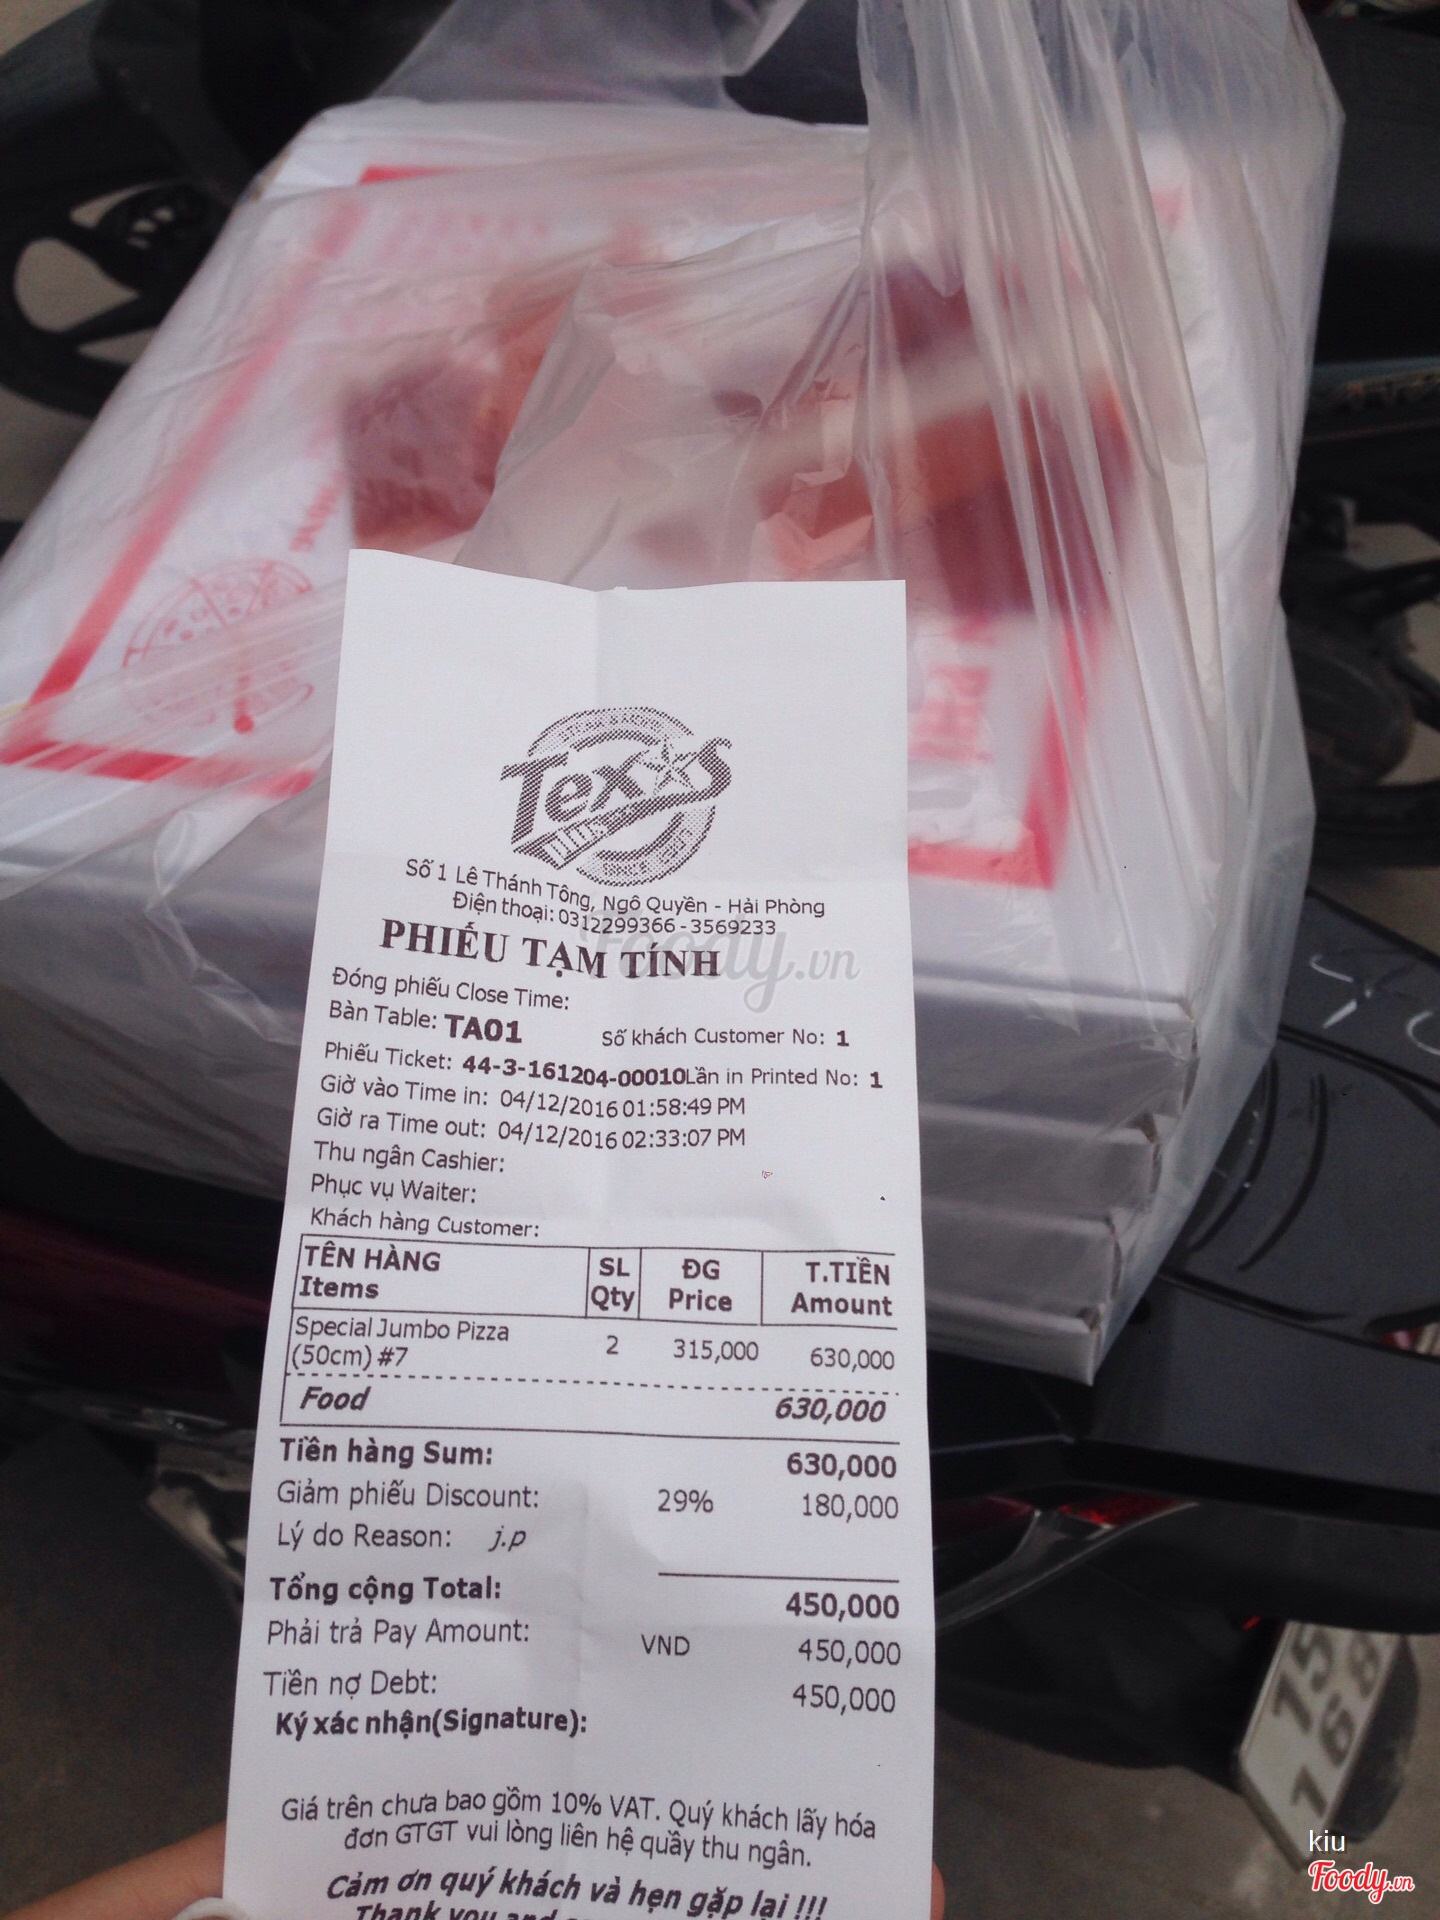 Texas
Số 1 Lê Thánh Tông, Ngô Quyền - Hải Phòng
Điện thoại: 0312299366 - 3569233
PHIẾU TẠM TÍNH
Foody.vn
Đóng phiếu Close Time:
Bàn Table: TA01 Số khách Customer No: 1
Phiếu Ticket: 44-3-161204-00010 Lần in Printed No: 1
Giờ vào Time in: 04/12/2016 01:58:49 PM
Giờ ra Time out: 04/12/2016 02:33:07 PM
Thu ngân Cashier:
Phục vụ Waiter:
Khách hàng Customer:
TÊN HÀNG SL ĐG T.TIỀN
Items Qty Price Amount
Special Jumbo Pizza
(50cm) #7 2 315,000 630,000
Food 630,000
Tiền hàng Sum: 630,000
Giảm phiếu Discount: 29% 180,000
Lý do Reason: j.p
Tổng cộng Total: 450,000
Phải trả Pay Amount: VND 450,000
Tiền nợ Debt: 450,000
Ký xác nhận(Signature):
Giá trên chưa bao gồm 10% VAT. Quý khách lấy hóa
đơn GTGT vui lòng liên hệ quầy thu ngân.
Cảm ơn quý khách và hẹn gặp lại !!!
Thank you and
15
168
kiu
Foody.vn